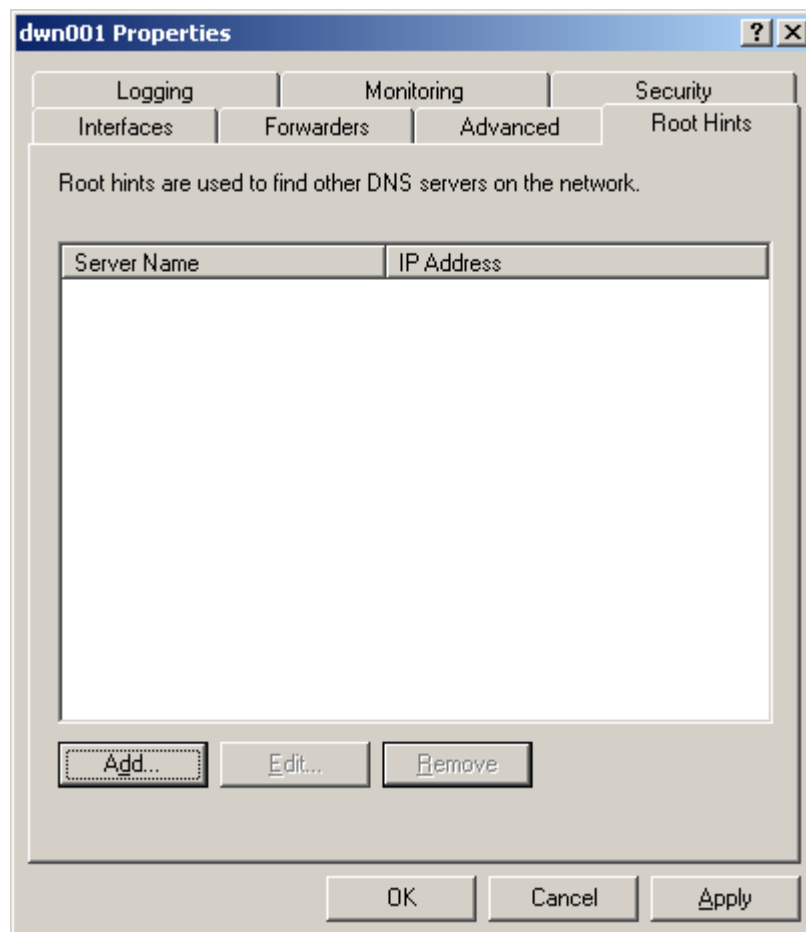 dwn001 Properties
Logging Monitoring Security
Interfaces Forwarders Advanced Root Hints
Root hints are used to find other DNS servers on the network.
Server Name IP Address
Add... Edit... Remove
OK Cancel Apply